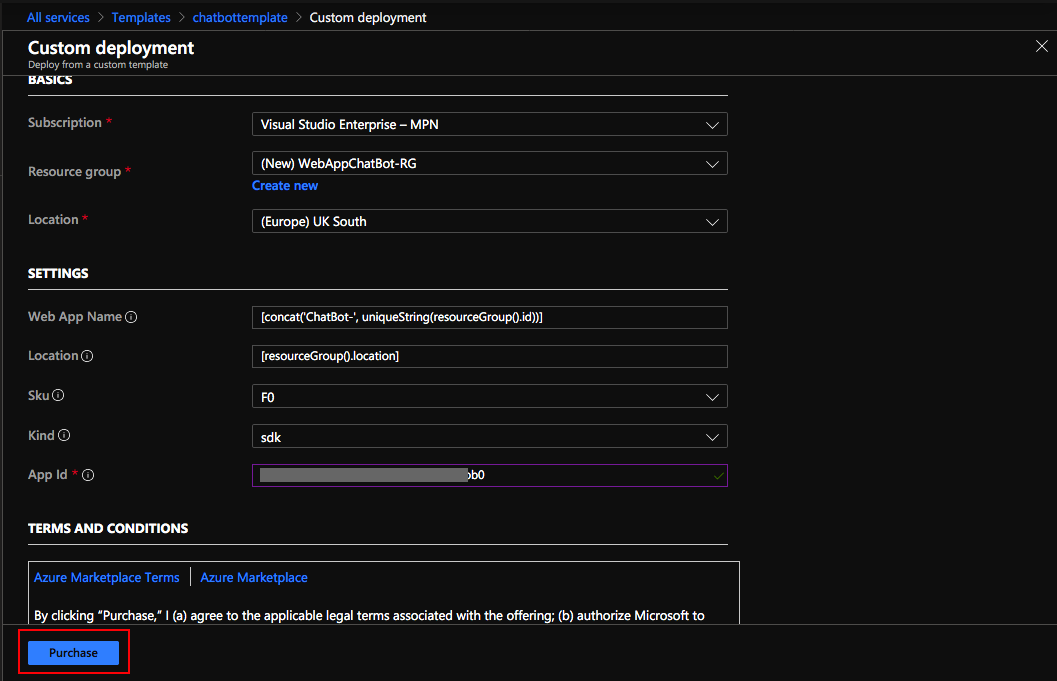 All services > Templates > chatbottemplate > Custom deployment
Custom deployment
Deploy from a custom template
BASICS
Subscription * Visual Studio Enterprise – MPN
Resource group * (New) WebAppChatBot-RG
Create new
Location * (Europe) UK South
SETTINGS
Web App Name [concat('ChatBot-', uniqueString(resourceGroup().id))]
Location [resourceGroup().location]
Sku F0
Kind sdk
App Id * b0
TERMS AND CONDITIONS
Azure Marketplace Terms | Azure Marketplace
By clicking “Purchase,” I (a) agree to the applicable legal terms associated with the offering; (b) authorize Microsoft to
Purchase